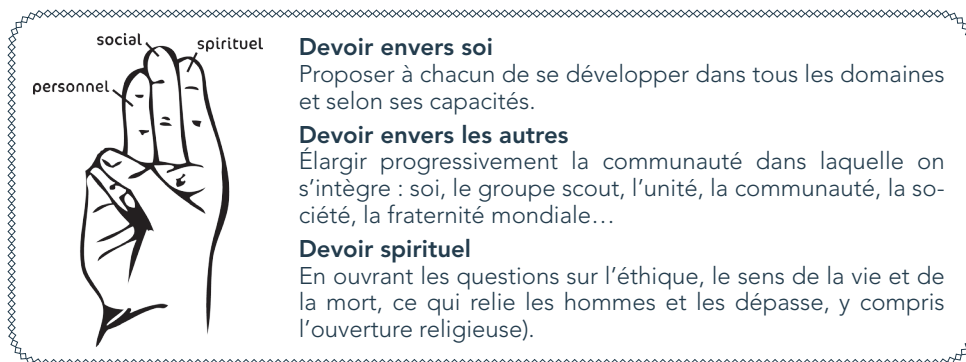 social
spirituel
personnel
Devoir envers soi
Proposer à chacun de se développer dans tous les domaines
et selon ses capacités.
Devoir envers les autres
Élargir progressivement la communauté dans laquelle on
s’intègre : soi, le groupe scout, l’unité, la communauté, la so-
ciété, la fraternité mondiale…
Devoir spirituel
En ouvrant les questions sur l’éthique, le sens de la vie et de
la mort, ce qui relie les hommes et les dépasse, y compris
l’ouverture religieuse).